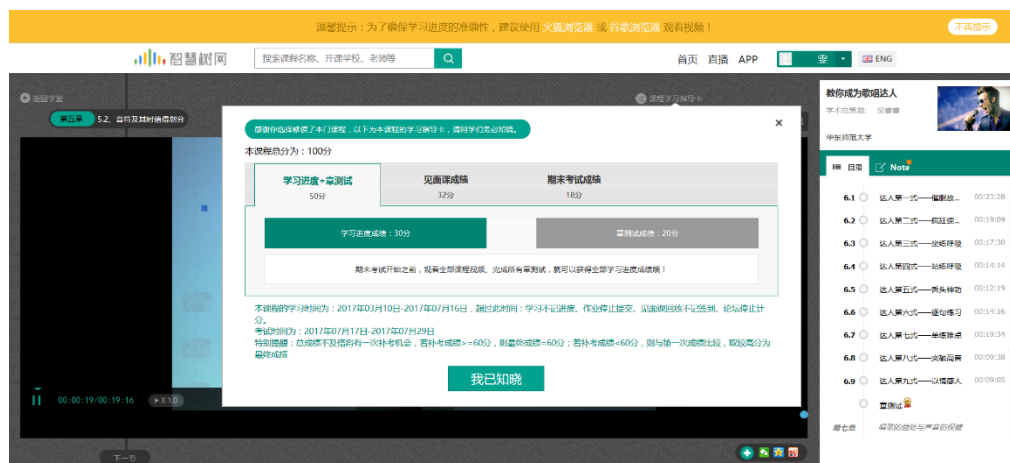 温馨提示：为了确保学习进度的准确性，建议使用 火狐浏览器 或 谷歌浏览器 观看视频！
不再提示
智慧树网
搜索课程名称、开课学校、老师等
首页 直播 APP
雯
ENG
返回学堂
课程学习指导卡
第五章 5.2、音符及其时值得划分
感谢你选择修读了本门课程，以下为本课程的学习指导卡，请同学们务必知晓。
×
本课程总分为：100分
学习进度+章测试 见面课成绩 期末考试成绩
50分 32分 18分
学习进度成绩：30分 章测试成绩：20分
期末考试开始之前，观看全部课程视频、完成所有章测试，就可以获得全部学习进度成绩哦！
本课程的学习时间为：2017年03月10日-2017年07月16日，超过此时间：学习不记进度、作业停止提交、见面课回放不记签到、论坛停止计
分。
考试时间为：2017年07月17日-2017年07月29日
特别提醒：总成绩不及格将有一次补考机会，若补考成绩>=60分，则最终成绩=60分；若补考成绩<60分，则与第一次成绩比较，取较高分为
最终成绩
我已知晓
00:00:19/00:19:16 X 1.0
下一节
教你成为歌唱达人
学术总策划：
华东师范大学
目录 Note
6.1 达人第一式——催眠放... 00:23:28
6.2 达人第二式——疯狂误... 00:19:09
6.3 达人第三式——坐姿呼吸 00:17:30
6.4 达人第四式——站姿呼吸 00:14:14
6.5 达人第五式——唇头神功 00:12:19
6.6 达人第六式——逐句练习 00:14:16
6.7 达人第七式——单练难点 00:19:34
6.8 达人第八式——突破高音 00:09:38
6.9 达人第九式——以情感人 00:09:05
章测试
第七章 唱歌的益处与声音的保健